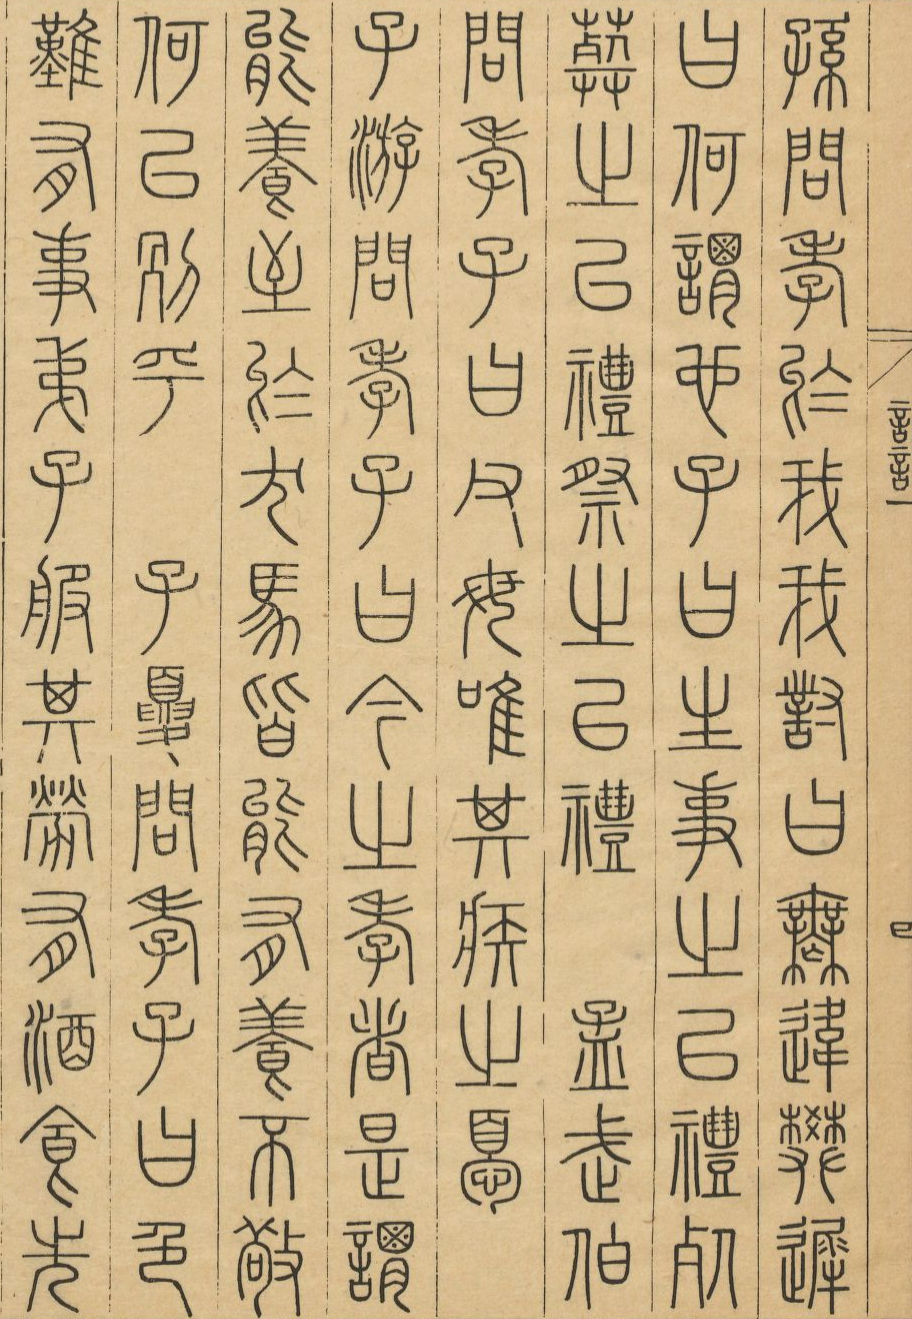 孫問孝於我我對曰無違樊遲
曰何謂也子曰生事之以禮死
葬之以禮祭之以禮　孟武伯
問孝子曰父母唯其疾之憂
子游問孝子曰今之孝者是謂
能養至於犬馬皆能有養不敬
何以別乎　子夏問孝子曰色
難有事弟子服其勞有酒食先